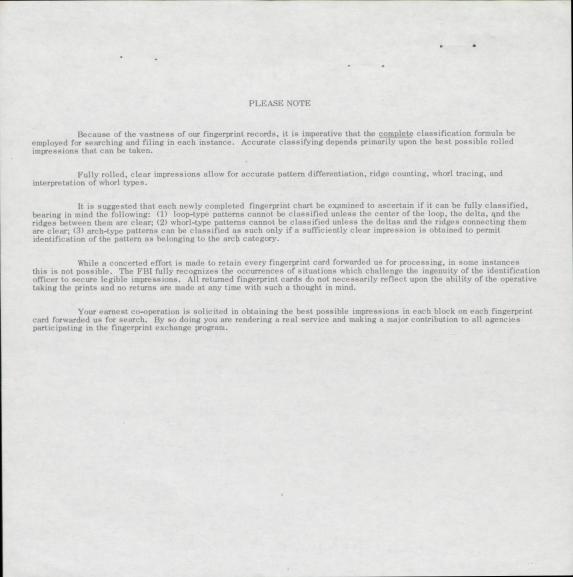 PLEASE NOTE
Because of the vastness of our fingerprint records, it is imperative that the complete classification formula be
employed for searching and filing in each instance. Accurate classifying depends primarily upon the best possible rolled
impressions that can be taken.
Fully rolled, clear impressions allow for accurate pattern differentiation, ridge counting, whorl tracing, and
interpretation of whorl types.
It is suggested that each newly completed fingerprint chart be examined to ascertain if it can be fully classified,
bearing in mind the following: (1) loop-type patterns cannot be classified unless the center of the loop, the delta, and the
ridges between them are clear; (2) whorl-type patterns cannot be classified unless the deltas and the ridges connecting them
are clear; (3) arch-type patterns can be classified as such only if a sufficiently clear impression is obtained to permit
identification of the pattern as belonging to the arch category.
While a concerted effort is made to retain every fingerprint card forwarded us for processing, in some instances
this is not possible. The FBI fully recognizes the occurrences of situations which challenge the ingenuity of the identification
officer to secure legible impressions. All returned fingerprint cards do not necessarily reflect upon the ability of the operative
taking the prints and no returns are made at any time with such a thought in mind.
Your earnest co-operation is solicited in obtaining the best possible impressions in each block on each fingerprint
card forwarded us for search. By so doing you are rendering a real service and making a major contribution to all agencies
participating in the fingerprint exchange program.